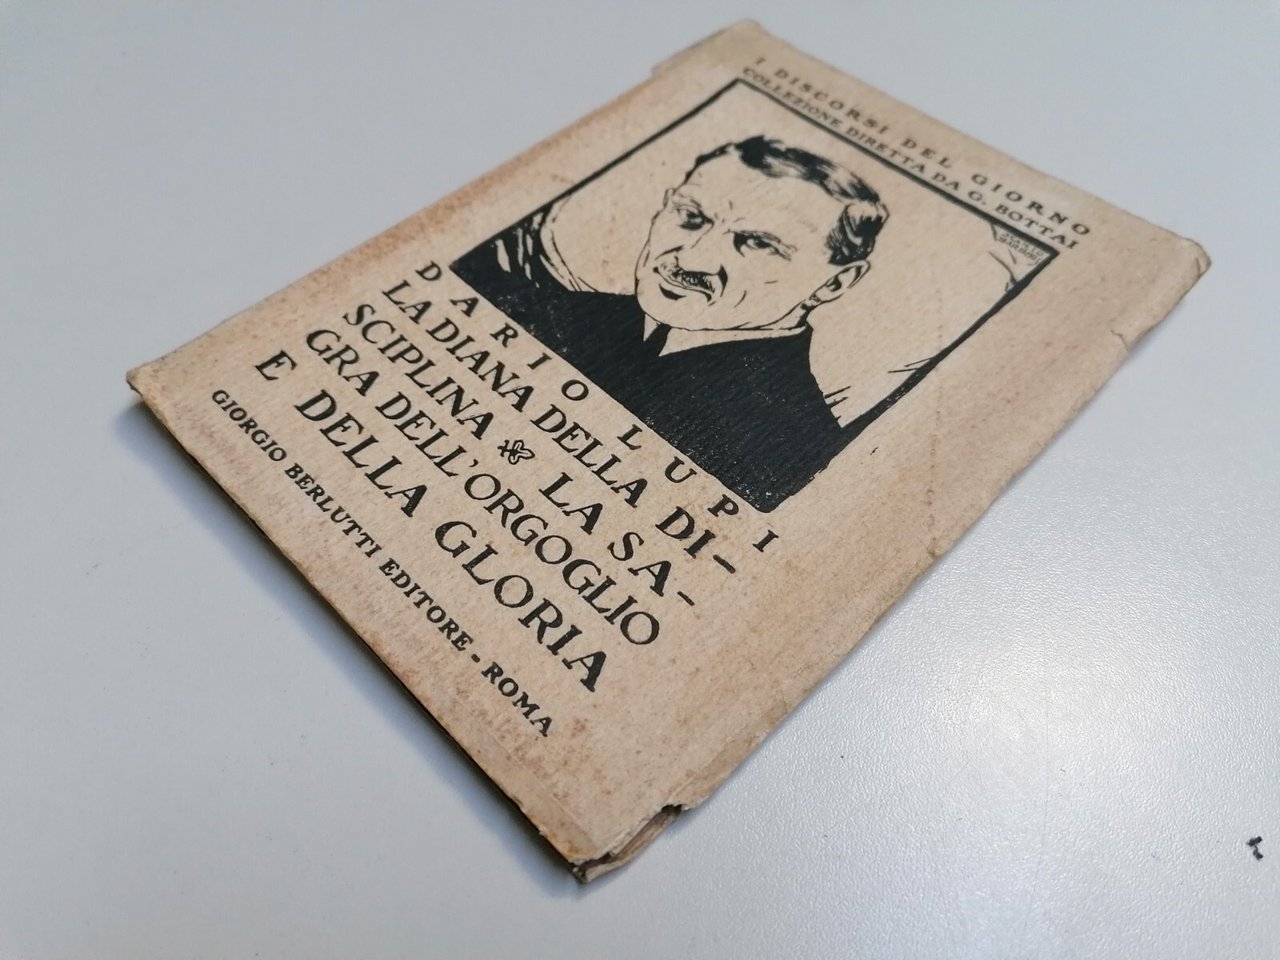 I DISCORSI DEL GIORNO
COLLEZIONE DIRETTA DA G. BOTTAI
DARIO LUPI
LA DIANA DELLA DI-
SCIPLINA LA SA-
GRA DELL'ORGOGLIO
E DELLA GLORIA
GIORGIO BERLUTTI EDITORE - ROMA